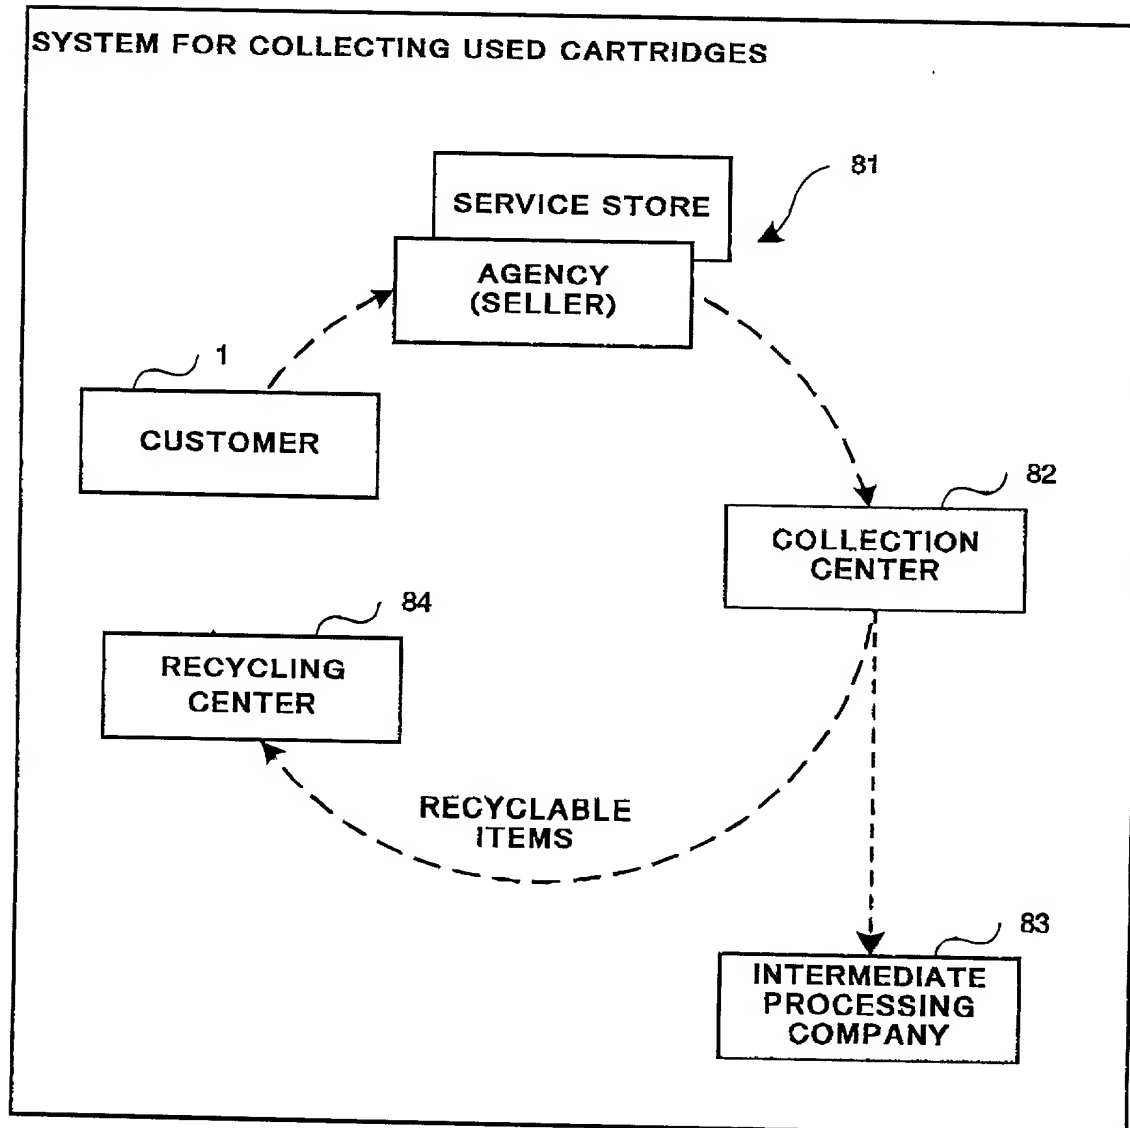 SYSTEM FOR COLLECTING USED CARTRIDGES
81
SERVICE STORE
AGENCY
(SELLER)
1
CUSTOMER
82
COLLECTION
CENTER
84
RECYCLING
CENTER
RECYCLABLE
ITEMS
83
INTERMEDIATE
PROCESSING
COMPANY